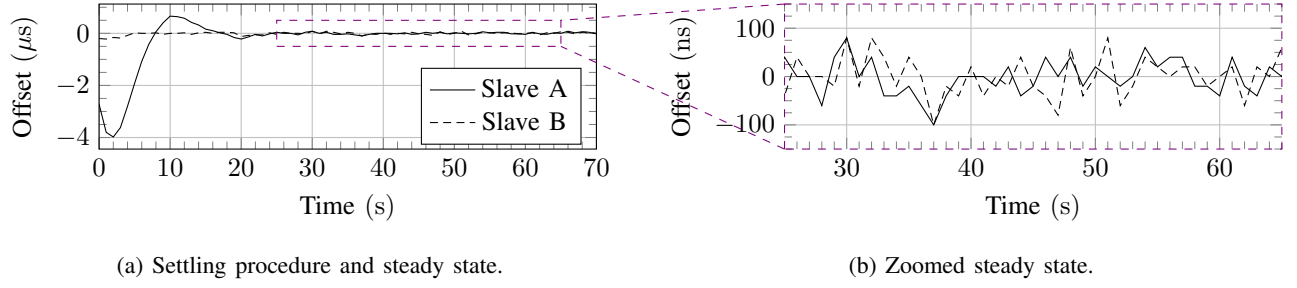 0
−2
−4
Offset (μs)
0 10 20 30 40 50 60 70
Time (s)
Slave A
Slave B
(a) Settling procedure and steady state.
100
0
−100
Offset (ns)
30 40 50 60
Time (s)
(b) Zoomed steady state.